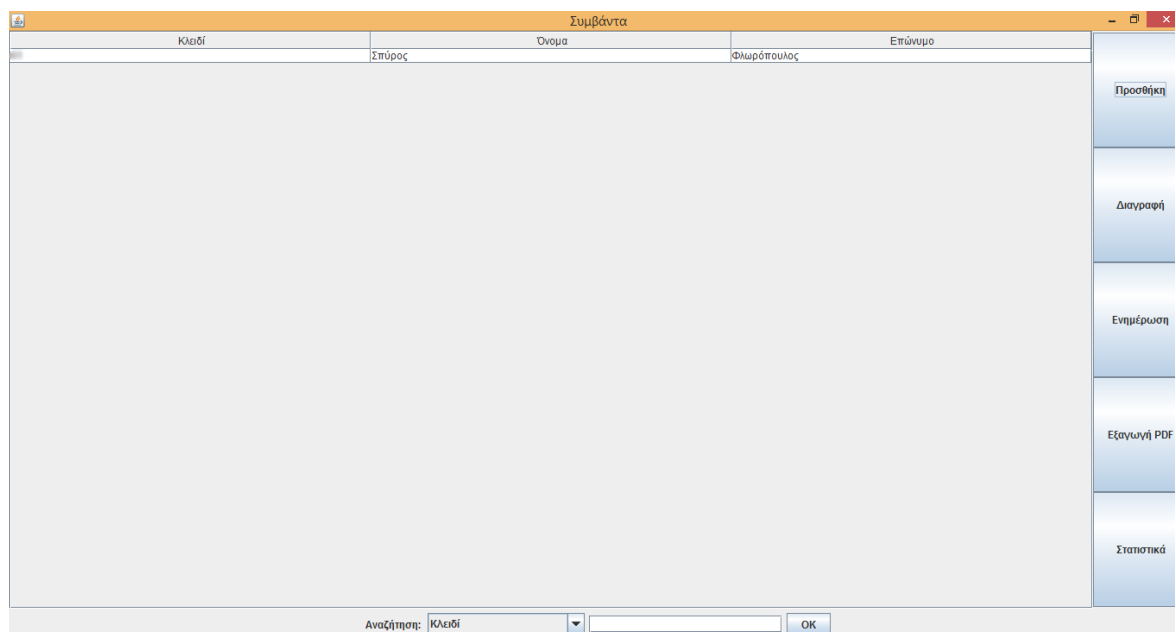 Συμβάντα
Κλειδί Όνομα Επώνυμο
Σπύρος Φλωρόπουλος
Προσθήκη
Διαγραφή
Ενημέρωση
Εξαγωγή PDF
Στατιστικά
Αναζήτηση: Κλειδί OK